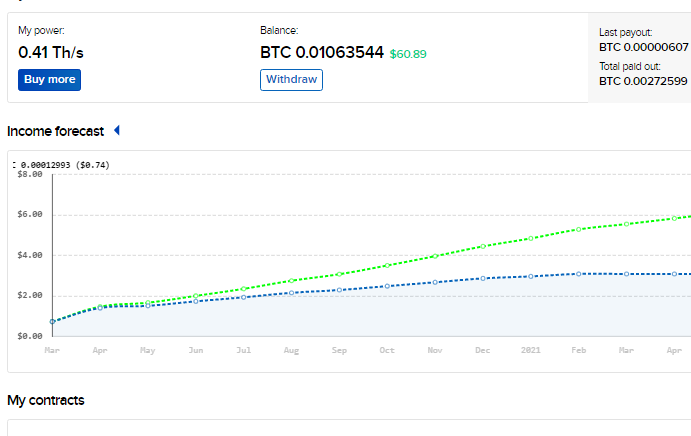 My power:
0.41 Th/s
Buy more
Balance:
BTC 0.01063544 $60.89
Withdraw
Last payout:
BTC 0.00000607
Total paid out:
BTC 0.00272599
Income forecast
0.00012993 ($0.74)
$8.00
$6.00
$4.00
$2.00
$0.00
Mar Apr May Jun Jul Aug Sep Oct Nov Dec 2021 Feb Mar Apr
My contracts